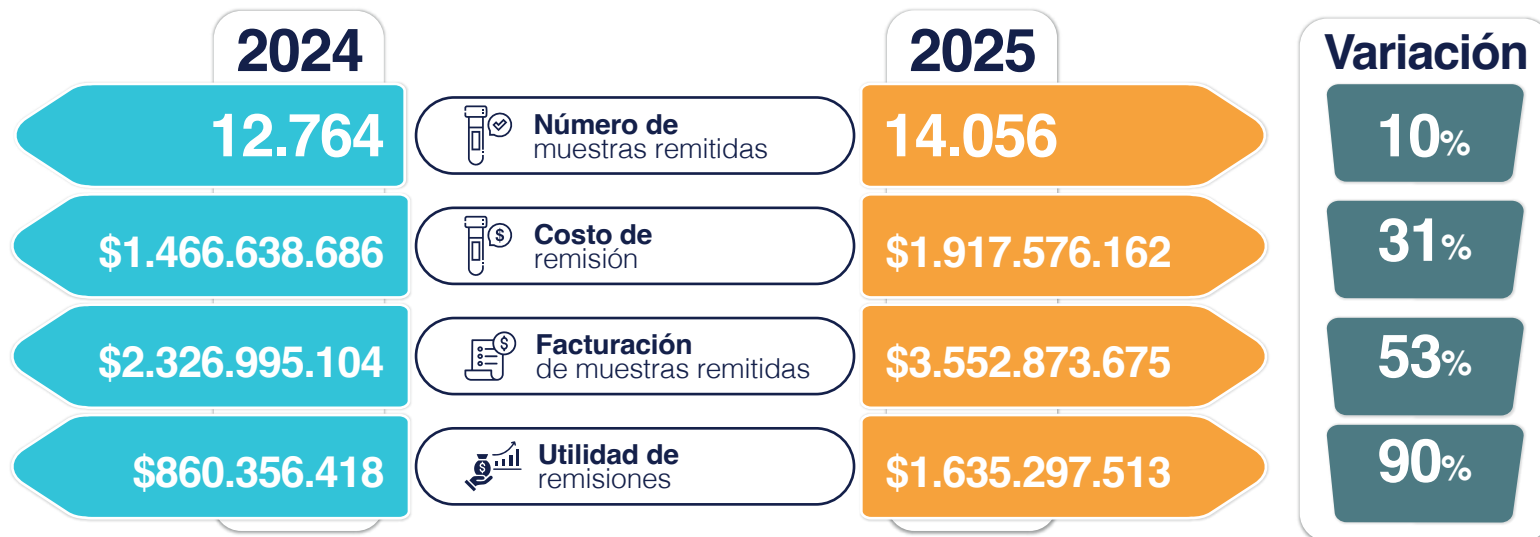 2024
2025
Variación
12.764
Número de
muestras remitidas
14.056
10%
$1.466.638.686
Costo de
remisión
$1.917.576.162
31%
$2.326.995.104
Facturación
de muestras remitidas
$3.552.873.675
53%
$860.356.418
Utilidad de
remisiones
$1.635.297.513
90%